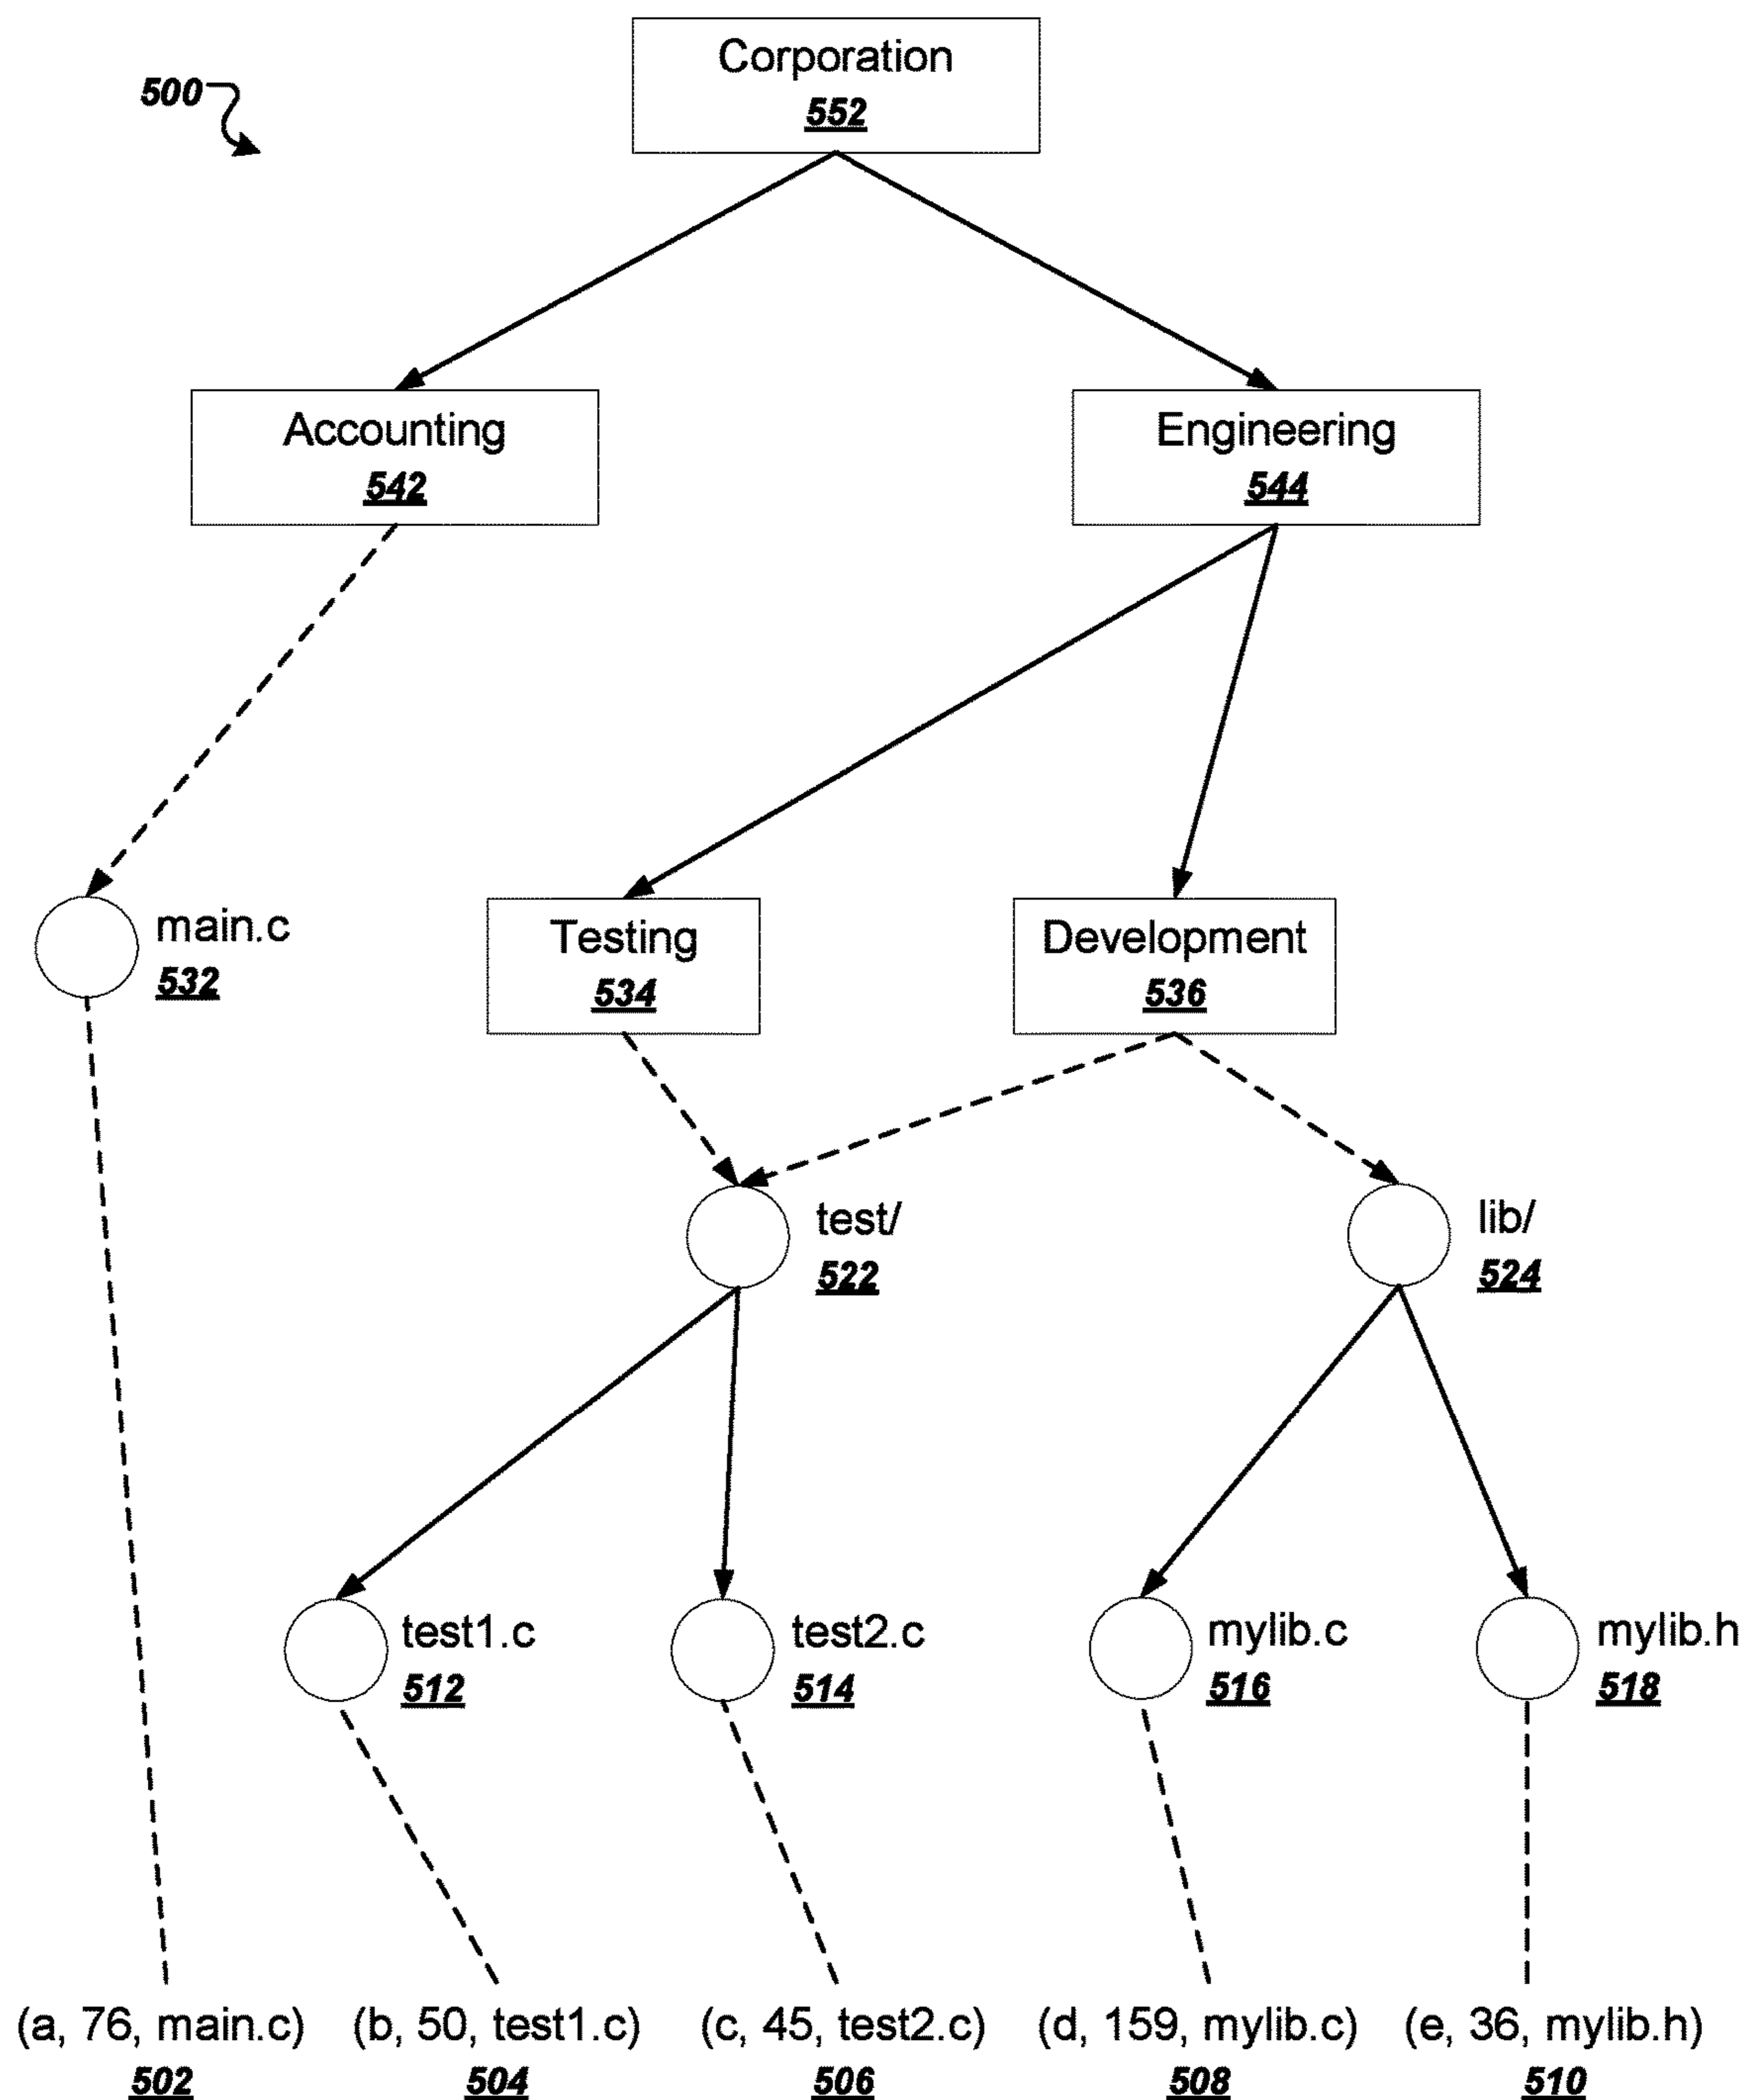 Corporation
552
500
Accounting
542
Engineering
544
main.c
532
Testing
534
Development
536
test/
522
lib/
524
test1.c
512
test2.c
514
mylib.c
516
mylib.h
518
(a, 76, main.c)
502
(b, 50, test1.c)
504
(c, 45, test2.c)
506
(d, 159, mylib.c)
508
(e, 36, mylib.h)
510